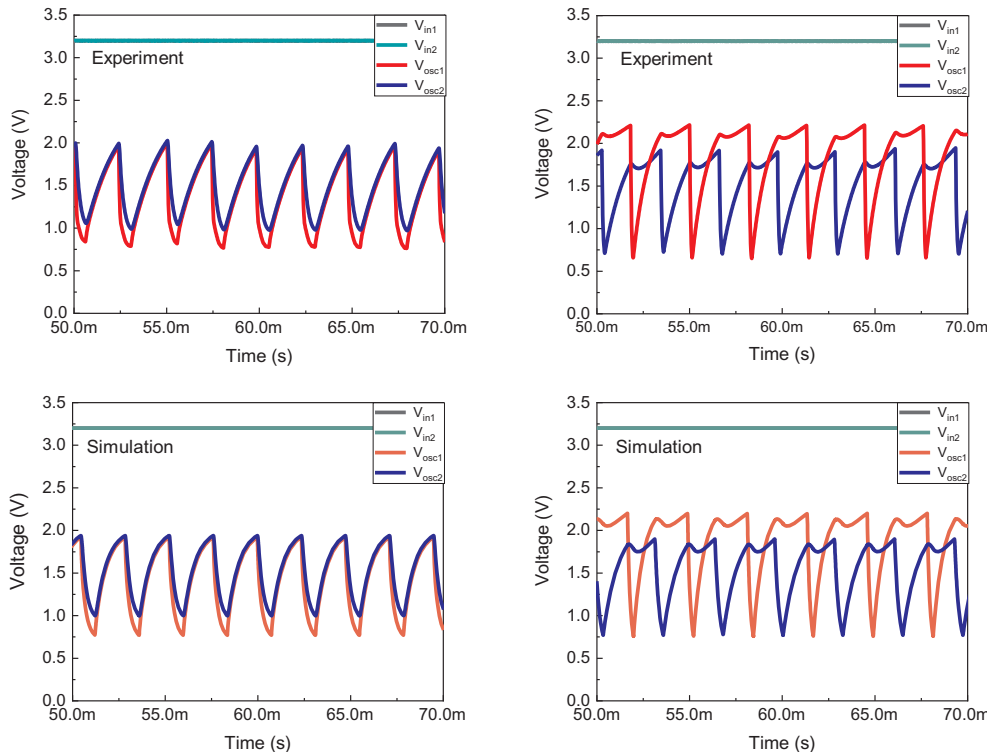 3.5
3.0
2.5
2.0
1.5
1.0
0.5
0.0
Voltage (V)
Experiment
Vin1
Vin2
Vosc1
Vosc2
50.0m 55.0m 60.0m 65.0m 70.0m
Time (s)
3.5
3.0
2.5
2.0
1.5
1.0
0.5
0.0
Voltage (V)
Experiment
Vin1
Vin2
Vosc1
Vosc2
50.0m 55.0m 60.0m 65.0m 70.0m
Time (s)
3.5
3.0
2.5
2.0
1.5
1.0
0.5
0.0
Voltage (V)
Simulation
Vin1
Vin2
Vosc1
Vosc2
50.0m 55.0m 60.0m 65.0m 70.0m
Time (s)
3.5
3.0
2.5
2.0
1.5
1.0
0.5
0.0
Voltage (V)
Simulation
Vin1
Vin2
Vosc1
Vosc2
50.0m 55.0m 60.0m 65.0m 70.0m
Time (s)